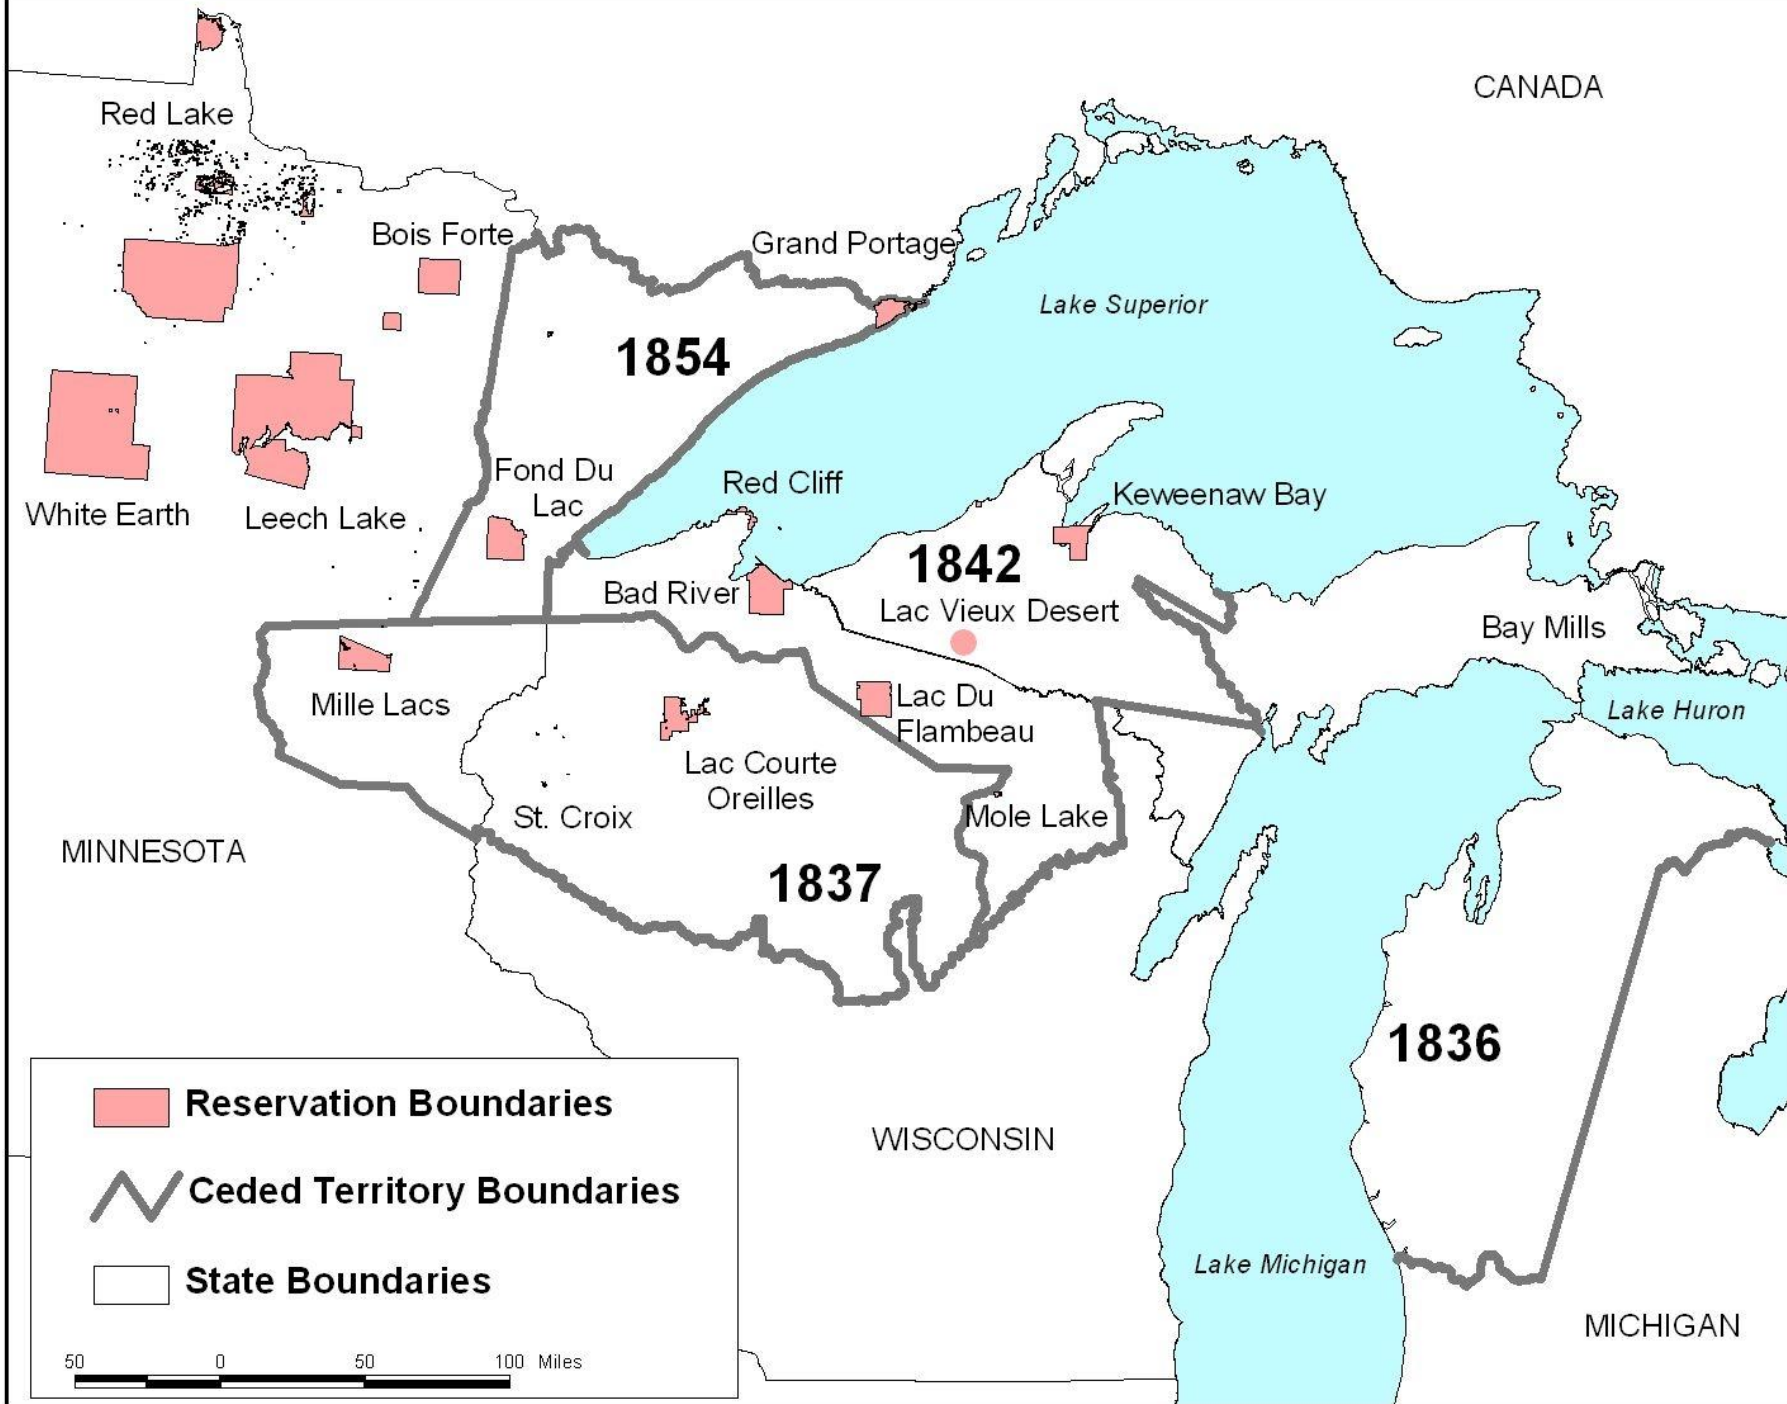 CANADA
Red Lake
Bois Forte
Grand Portage
Lake Superior
1854
Fond Du
Lac
Red Cliff
Keweenaw Bay
White Earth
Leech Lake
1842
Bad River
Lac Vieux Desert
Bay Mills
Mille Lacs
Lac Du
Flambeau
Lake Huron
Lac Courte
Oreilles
St. Croix
Mole Lake
MINNESOTA
1837
1836
WISCONSIN
Lake Michigan
MICHIGAN
Reservation Boundaries
Ceded Territory Boundaries
State Boundaries
50 0 50 100 Miles